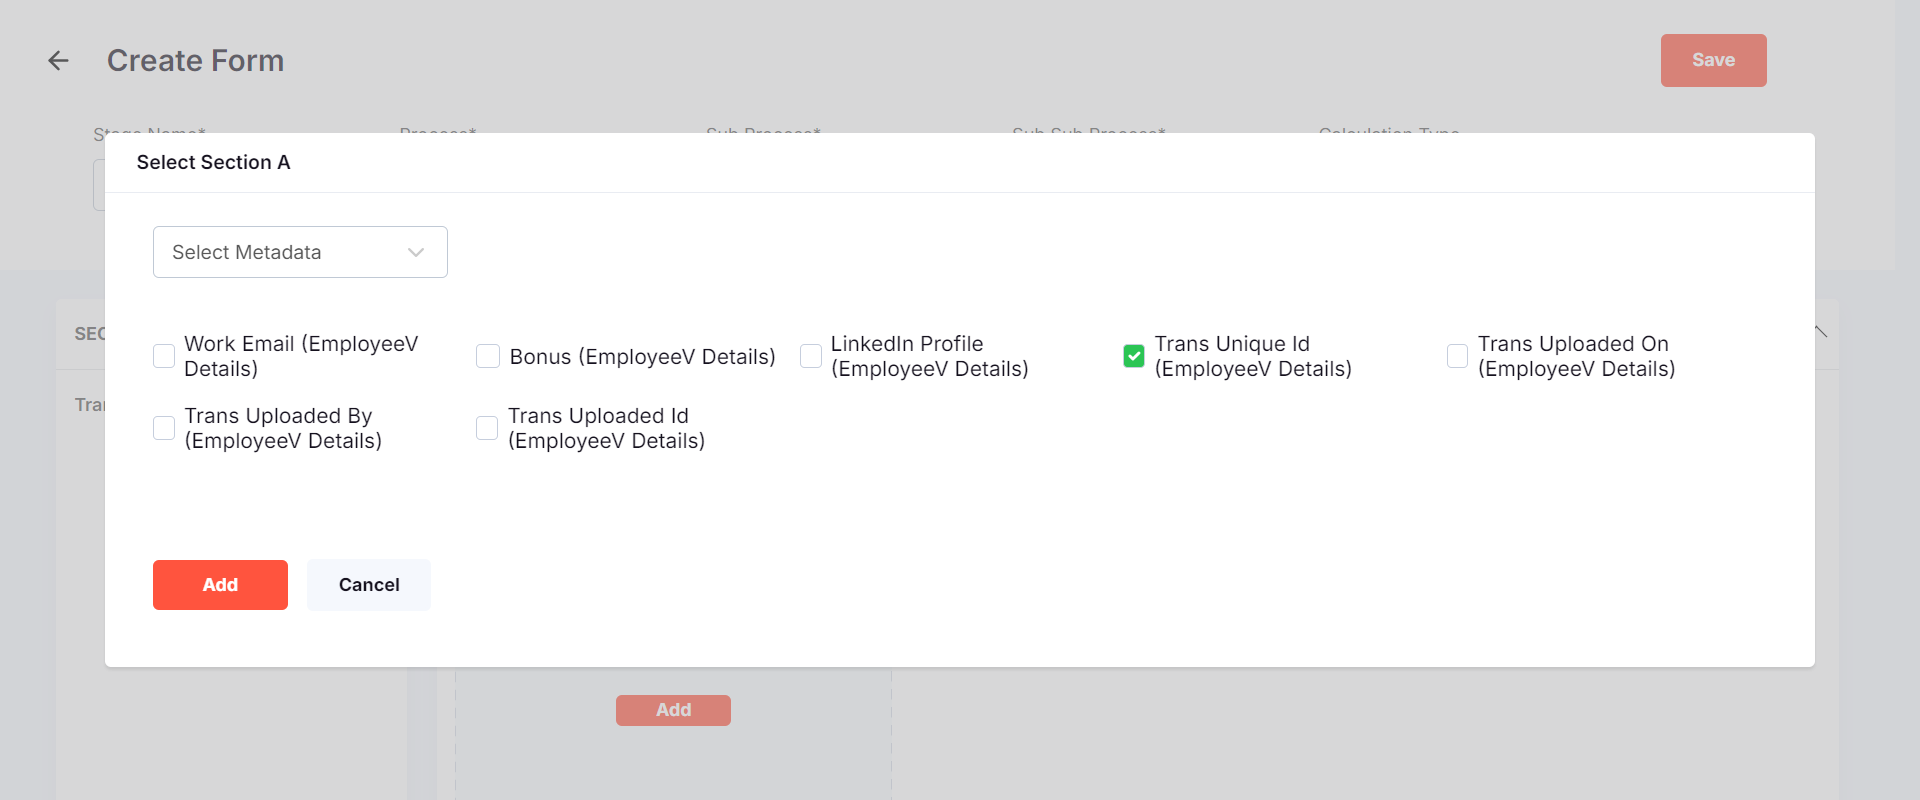 Create Form
Save
Stage Name*
Process*
Sub Process*
Sub Sub Process*
Calculation Type
Select Section A
Select Metadata
Work Email (EmployeeV
Details)
Bonus (EmployeeV Details)
LinkedIn Profile
(EmployeeV Details)
Trans Unique Id
(EmployeeV Details)
Trans Uploaded On
(EmployeeV Details)
Trans Uploaded By
(EmployeeV Details)
Trans Uploaded Id
(EmployeeV Details)
Add
Cancel
Add